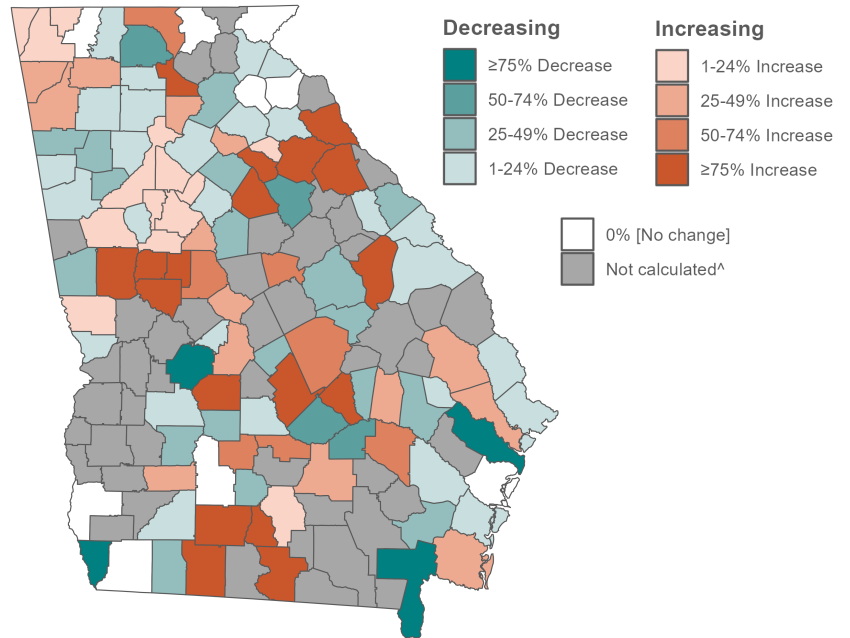 Decreasing
≥75% Decrease
50-74% Decrease
25-49% Decrease
1-24% Decrease
Increasing
1-24% Increase
25-49% Increase
50-74% Increase
≥75% Increase
0% [No change]
Not calculated^